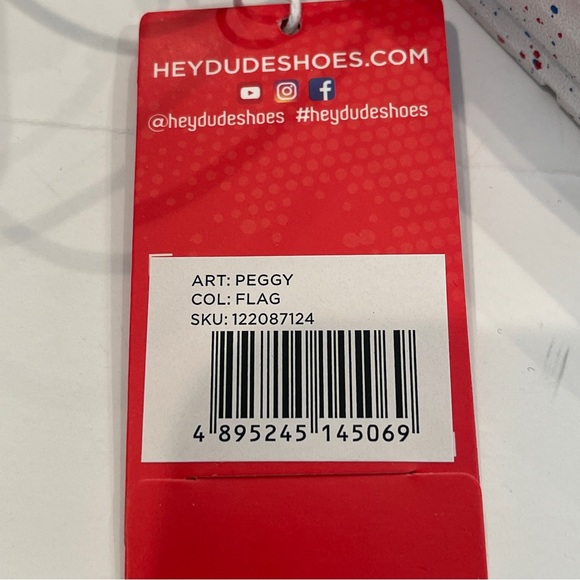 HEYDUDESHOES.COM
@heydudeshoes #heydudeshoes
ART: PEGGY
COL: FLAG
SKU: 122087124
4 895245 145069